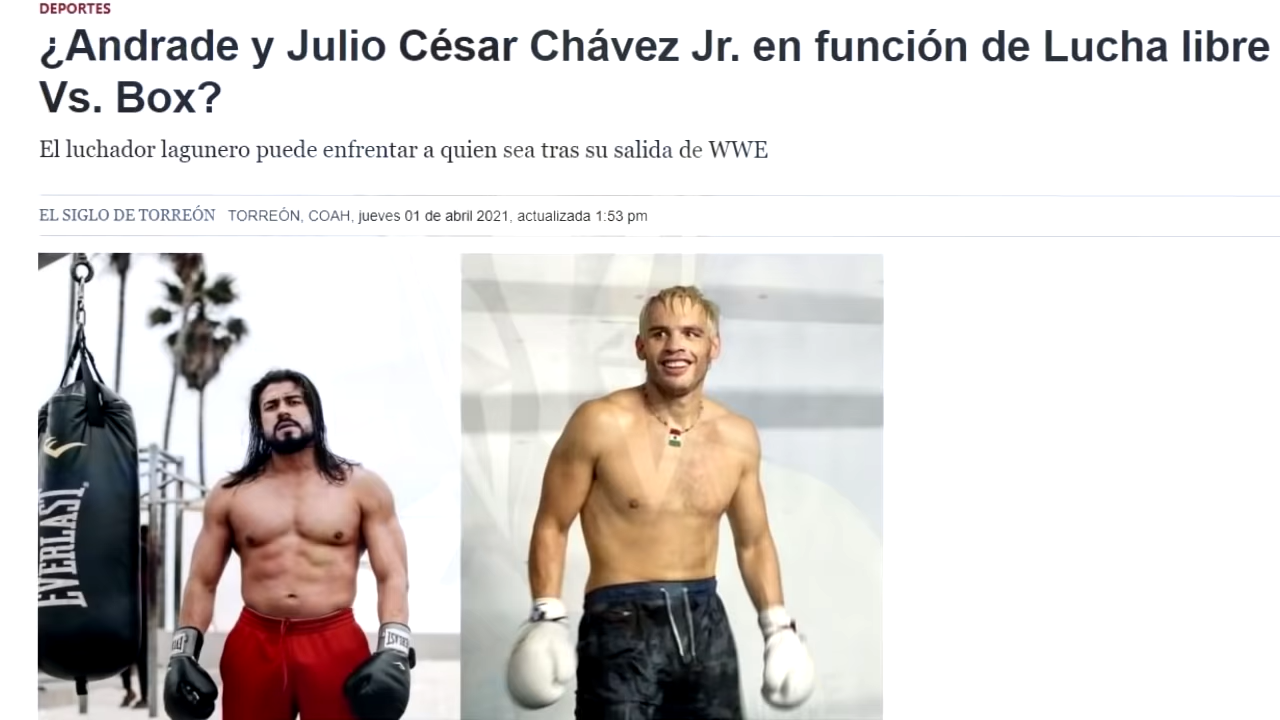 DEPORTES
¿Andrade y Julio César Chávez Jr. en función de Lucha libre
Vs. Box?
El luchador lagunero puede enfrentar a quien sea tras su salida de WWE
EL SIGLO DE TORREÓN TORREÓN, COAH, jueves 01 de abril 2021, actualizada 1:53 pm
EVERLAST